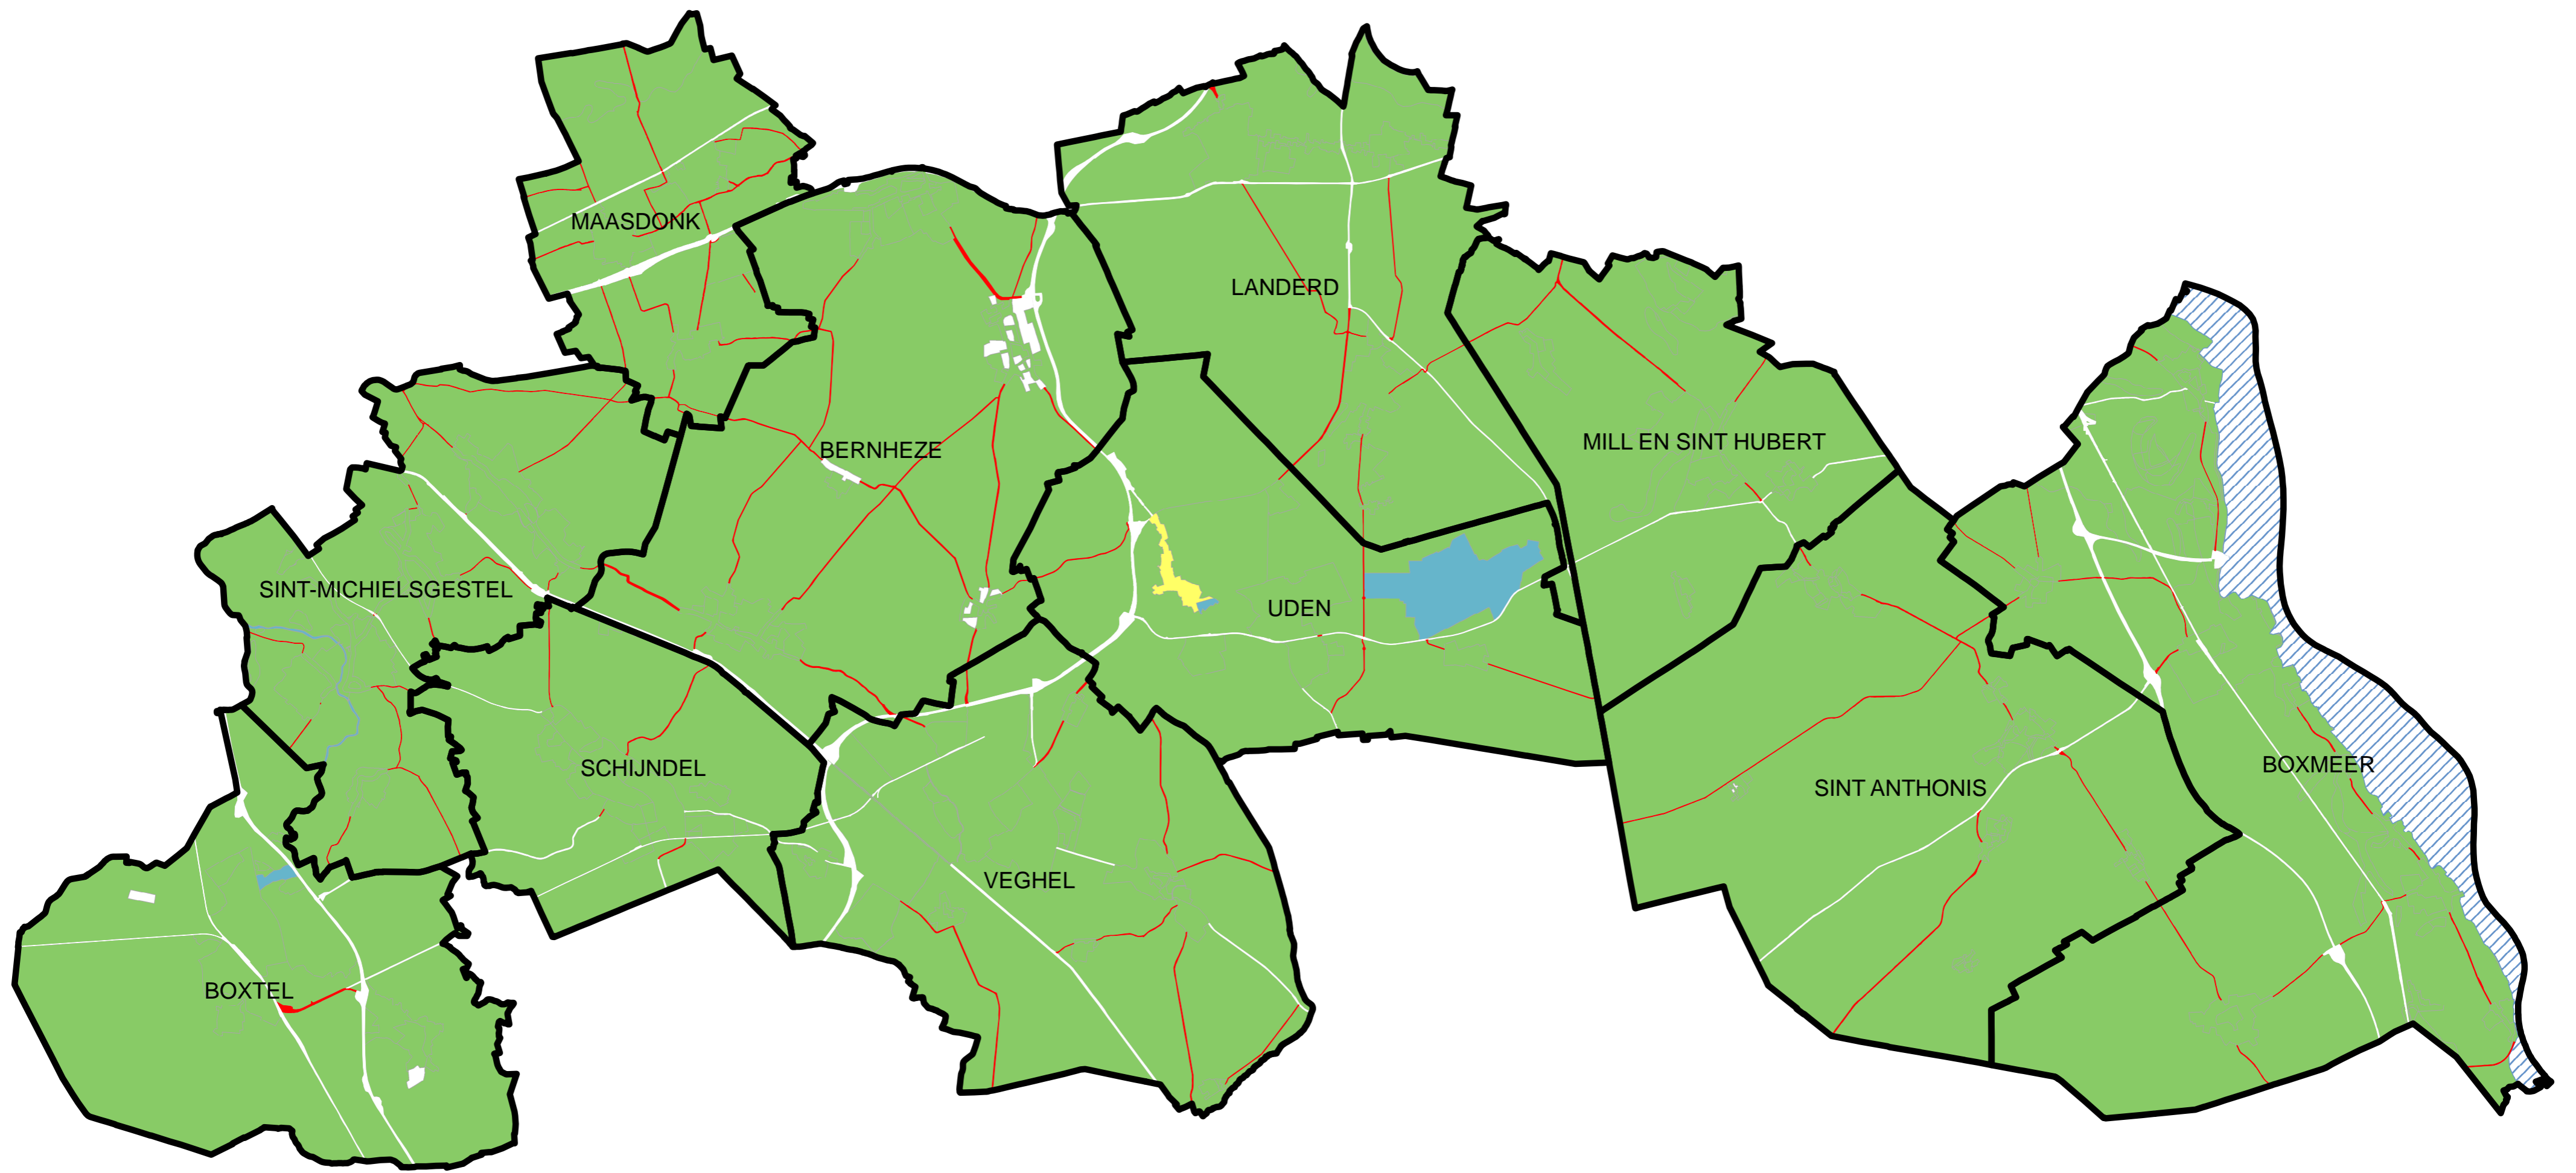 MAASDONK
LANDERD
MILL EN SINT HUBERT
BERNHEZE
SINT-MICHIELSGESTEL
UDEN
SCHIJNDEL
BOXMEER
SINT ANTHONIS
VEGHEL
BOXTEL